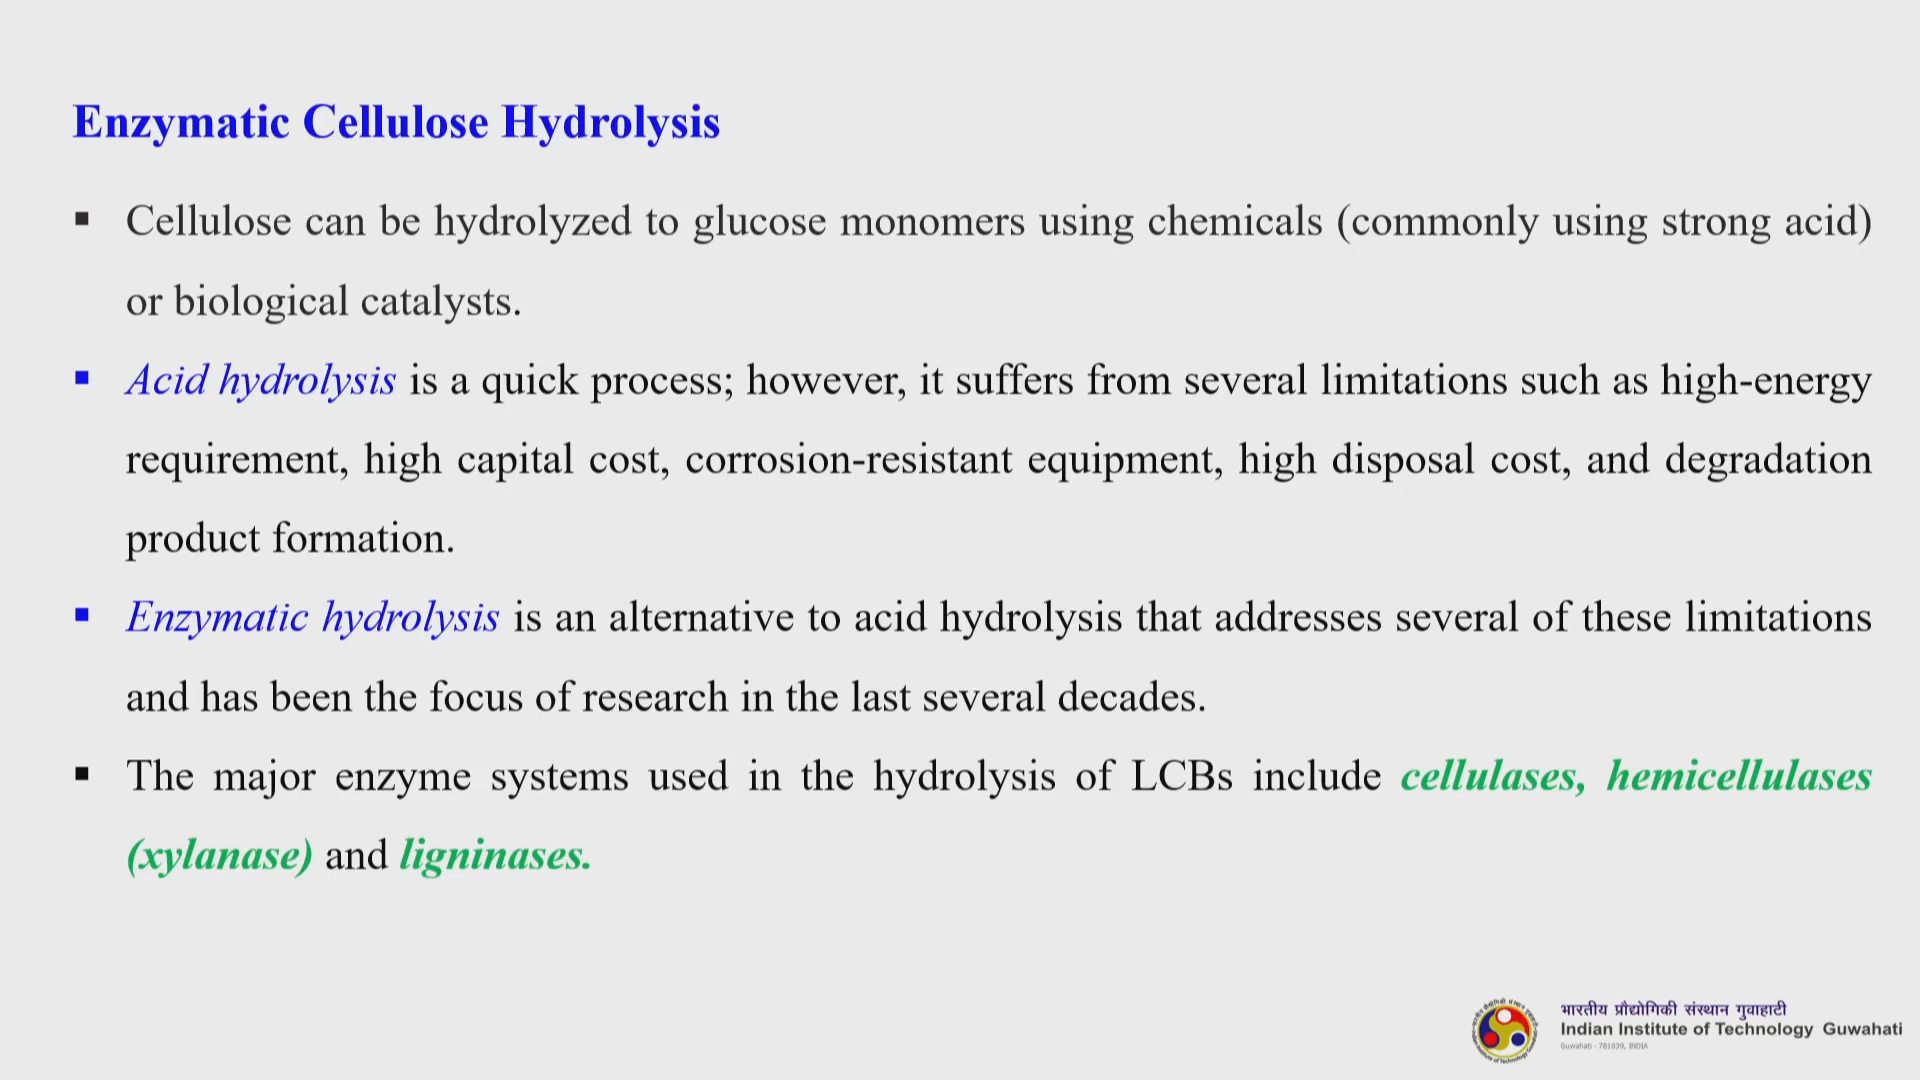 Enzymatic Cellulose Hydrolysis
▪ Cellulose can be hydrolyzed to glucose monomers using chemicals (commonly using strong acid)
or biological catalysts.
▪ Acid hydrolysis is a quick process; however, it suffers from several limitations such as high-energy
requirement, high capital cost, corrosion-resistant equipment, high disposal cost, and degradation
product formation.
▪ Enzymatic hydrolysis is an alternative to acid hydrolysis that addresses several of these limitations
and has been the focus of research in the last several decades.
▪ The major enzyme systems used in the hydrolysis of LCBs include cellulases, hemicellulases
(xylanase) and ligninases.
भारतीय प्रौद्योगिकी संस्थान गुवाहाटी
Indian Institute of Technology Guwahati
Guwahati - 781039, INDIA